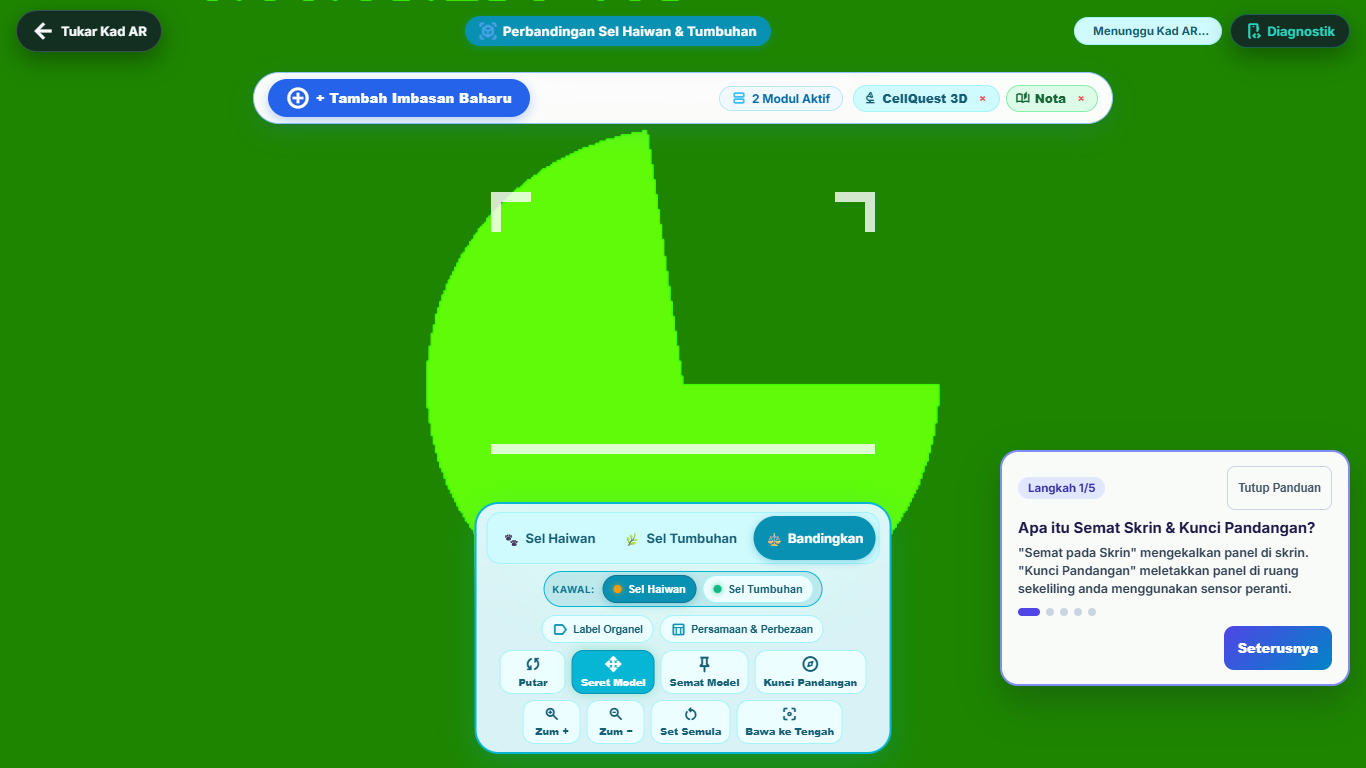 Tukar Kad AR
Perbandingan Sel Haiwan & Tumbuhan
Menunggu Kad AR...
Diagnostik
+ Tambah Imbasan Baharu
2 Modul Aktif
CellQuest 3D ×
Nota ×
Langkah 1/5
Tutup Panduan
Apa itu Semat Skrin & Kunci Pandangan?
"Semat pada Skrin" mengekalkan panel di skrin.
"Kunci Pandangan" meletakkan panel di ruang
sekeliling anda menggunakan sensor peranti.
Seterusnya
Sel Haiwan
Sel Tumbuhan
Bandingkan
KAWAL:
Sel Haiwan
Sel Tumbuhan
Label Organel
Persamaan & Perbezaan
Putar
Seret Model
Semat Model
Kunci Pandangan
Zum +
Zum −
Set Semula
Bawa ke Tengah